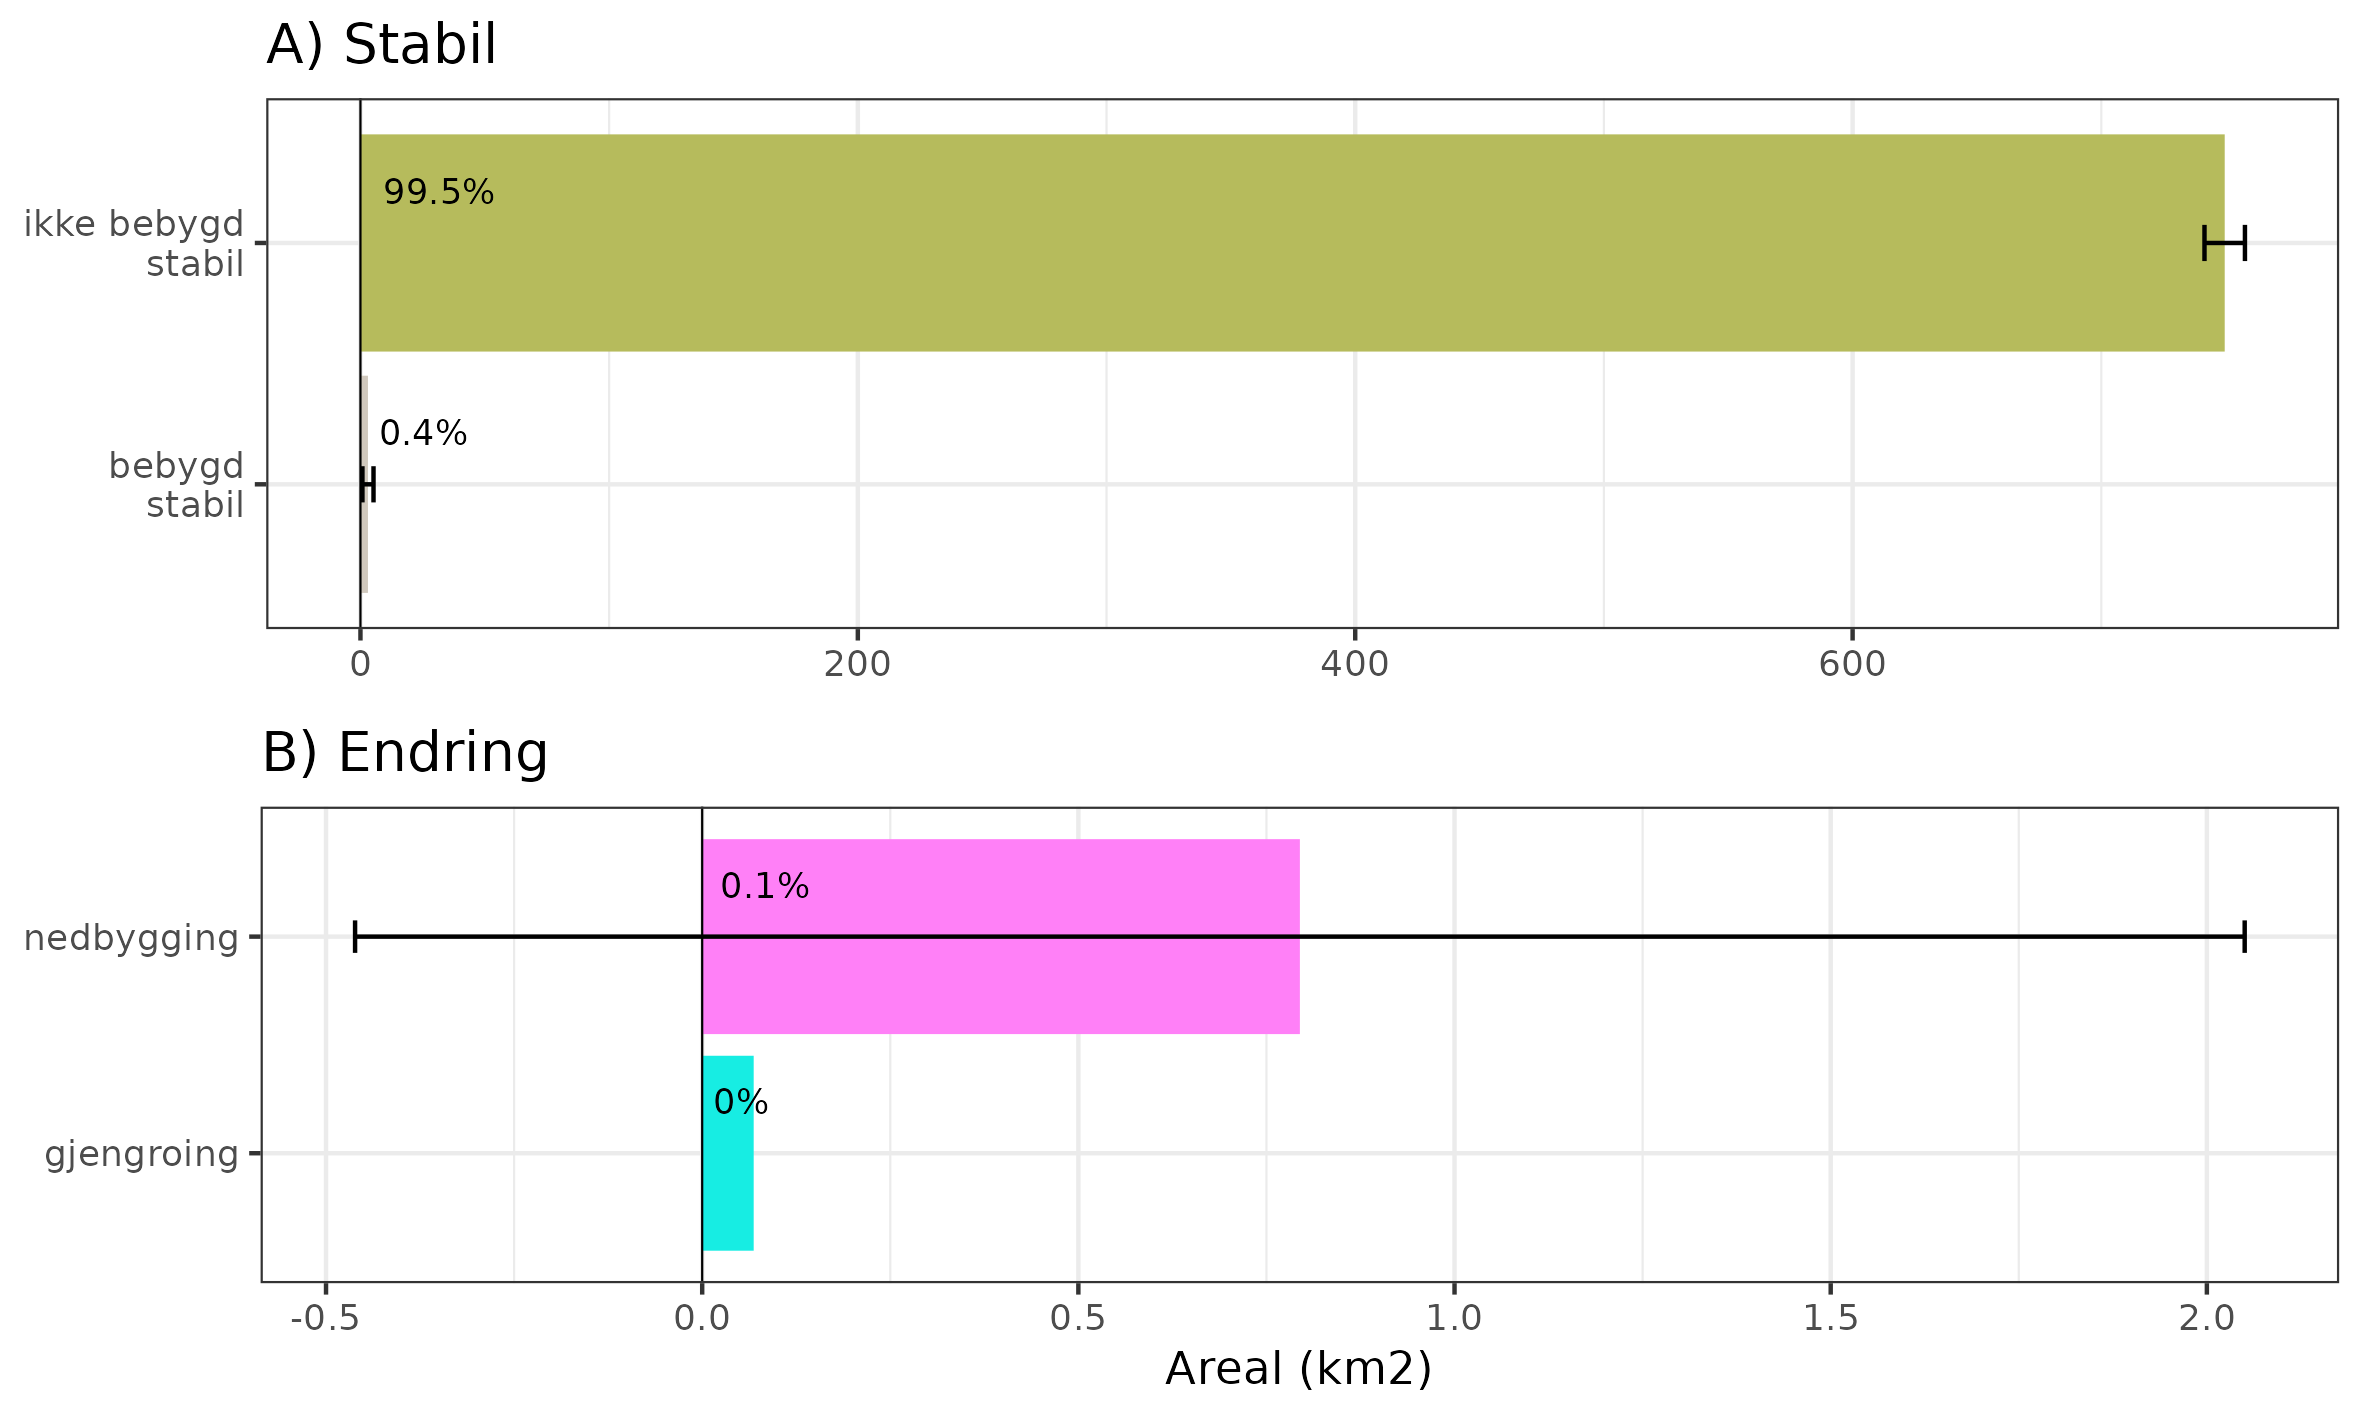 A) Stabil
99.5%
ikke bebygd
stabil
0.4%
bebygd
stabil
0
200
400
600
B) Endring
0.1%
nedbygging
0%
gjengroing
-0.5
0.0
0.5
1.0
1.5
2.0
Areal (km2)